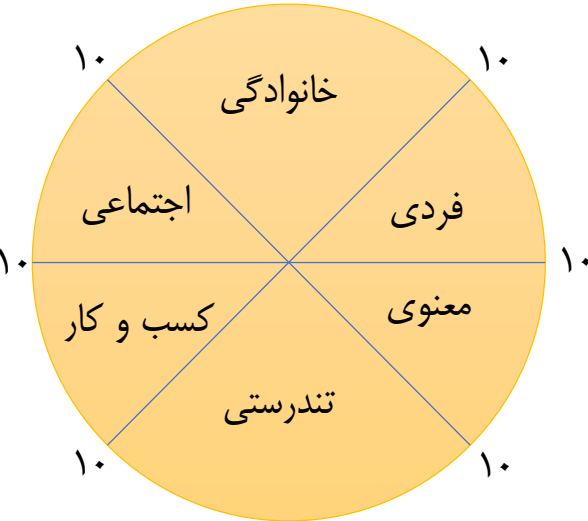 ۱۰
۱۰
خانوادگی
اجتماعی
فردی
۱۰
۱۰
معنوی
کسب و کار
تندرستی
۱۰
۱۰